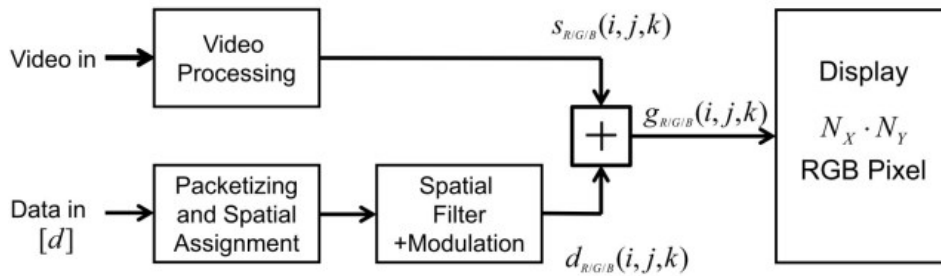 Video in
Video
Processing
s_{R/G/B}(i, j,k)
+
g_{R/G/B}(i, j,k)
Display
N_X · N_Y
RGB Pixel
Data in
[d]
Packetizing
and Spatial
Assignment
Spatial
Filter
+Modulation
d_{R/G/B}(i, j,k)